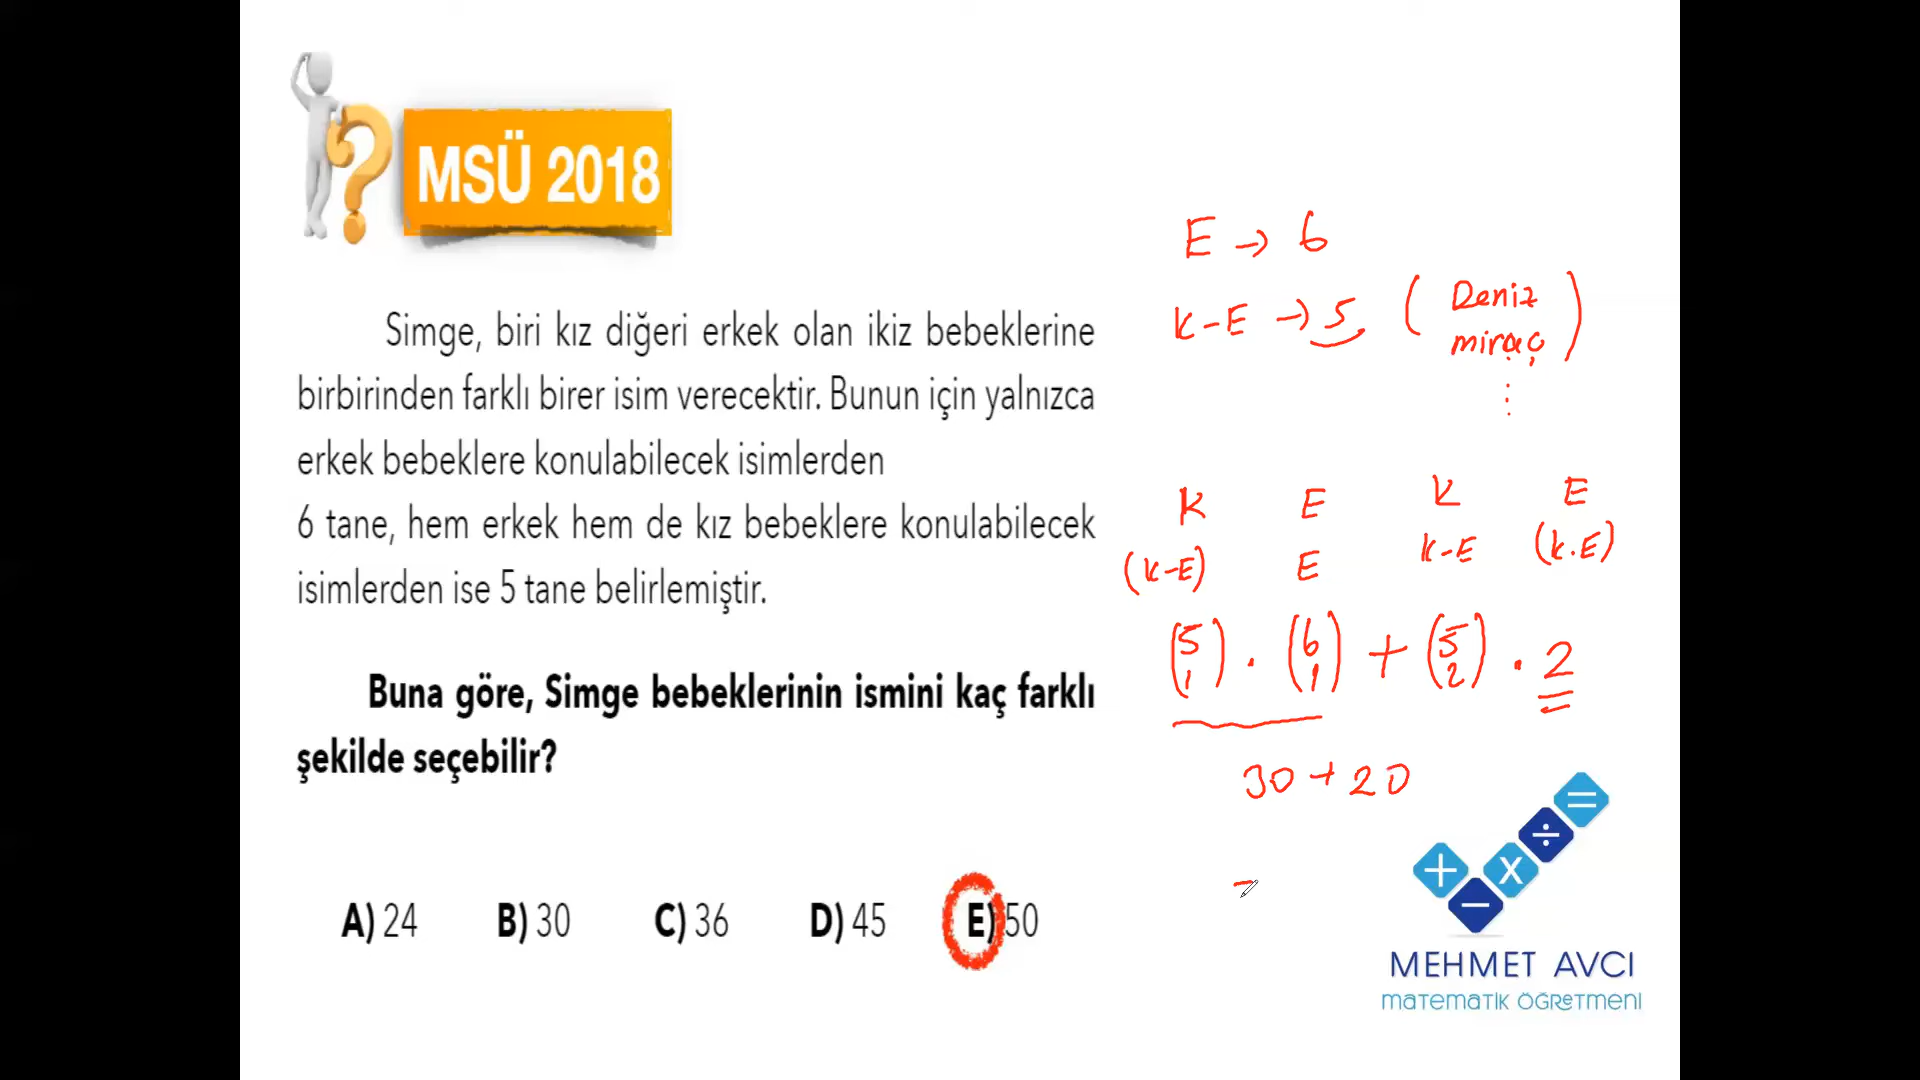 MSÜ 2018
Simge, biri kız diğeri erkek olan ikiz bebeklerine
birbirinden farklı birer isim verecektir. Bunun için yalnızca
erkek bebeklere konulabilecek isimlerden
6 tane, hem erkek hem de kız bebeklere konulabilecek
isimlerden ise 5 tane belirlemiştir.
Buna göre, Simge bebeklerinin ismini kaç farklı
şekilde seçebilir?
A) 24 B) 30 C) 36 D) 45 E) 50
E → 6
K-E → 5 ( Deniz
miraç )
⋮
K E K E
(K-E) E K-E (K.E)
(5 1) . (6 1) + (5 2) . 2
30 + 20
+ - x ÷ =
MEHMET AVCI
matematik öğretmeni